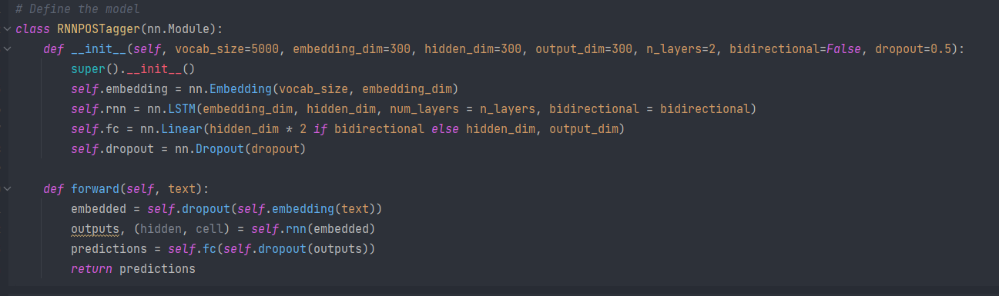 # Define the model
class RNNPOSTagger(nn.Module):
    def __init__(self, vocab_size=5000, embedding_dim=300, hidden_dim=300, output_dim=300, n_layers=2, bidirectional=False, dropout=0.5):
        super().__init__()
        self.embedding = nn.Embedding(vocab_size, embedding_dim)
        self.rnn = nn.LSTM(embedding_dim, hidden_dim, num_layers = n_layers, bidirectional = bidirectional)
        self.fc = nn.Linear(hidden_dim * 2 if bidirectional else hidden_dim, output_dim)
        self.dropout = nn.Dropout(dropout)

    def forward(self, text):
        embedded = self.dropout(self.embedding(text))
        outputs, (hidden, cell) = self.rnn(embedded)
        predictions = self.fc(self.dropout(outputs))
        return predictions